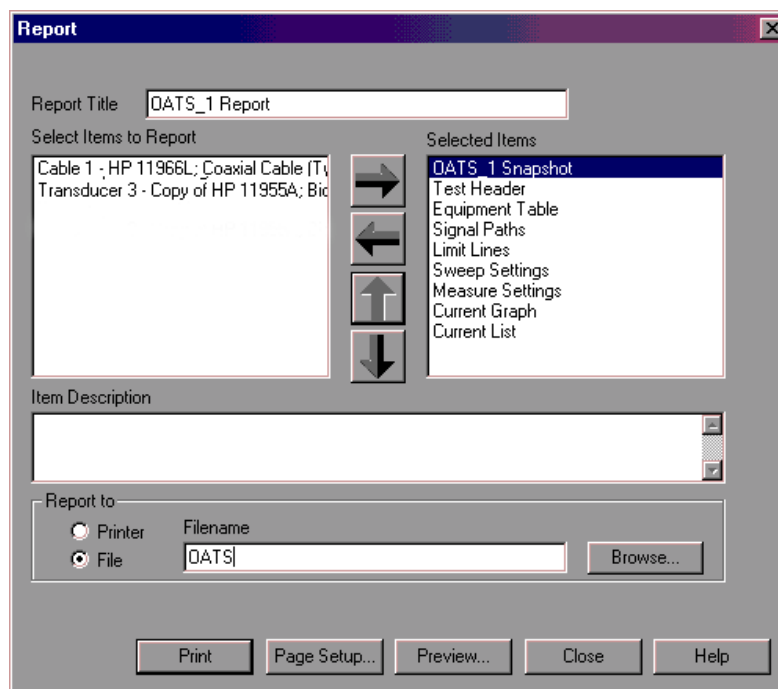 Report
Report Title
OATS_1 Report
Select Items to Report
Cable 1 - HP 11966L; Coaxial Cable (Tw
Transducer 3 - Copy of HP 11955A; Bic
Selected Items
OATS_1 Snapshot
Test Header
Equipment Table
Signal Paths
Limit Lines
Sweep Settings
Measure Settings
Current Graph
Current List
Item Description
Report to
Printer
File
Filename
OATS
Browse...
Print
Page Setup...
Preview...
Close
Help